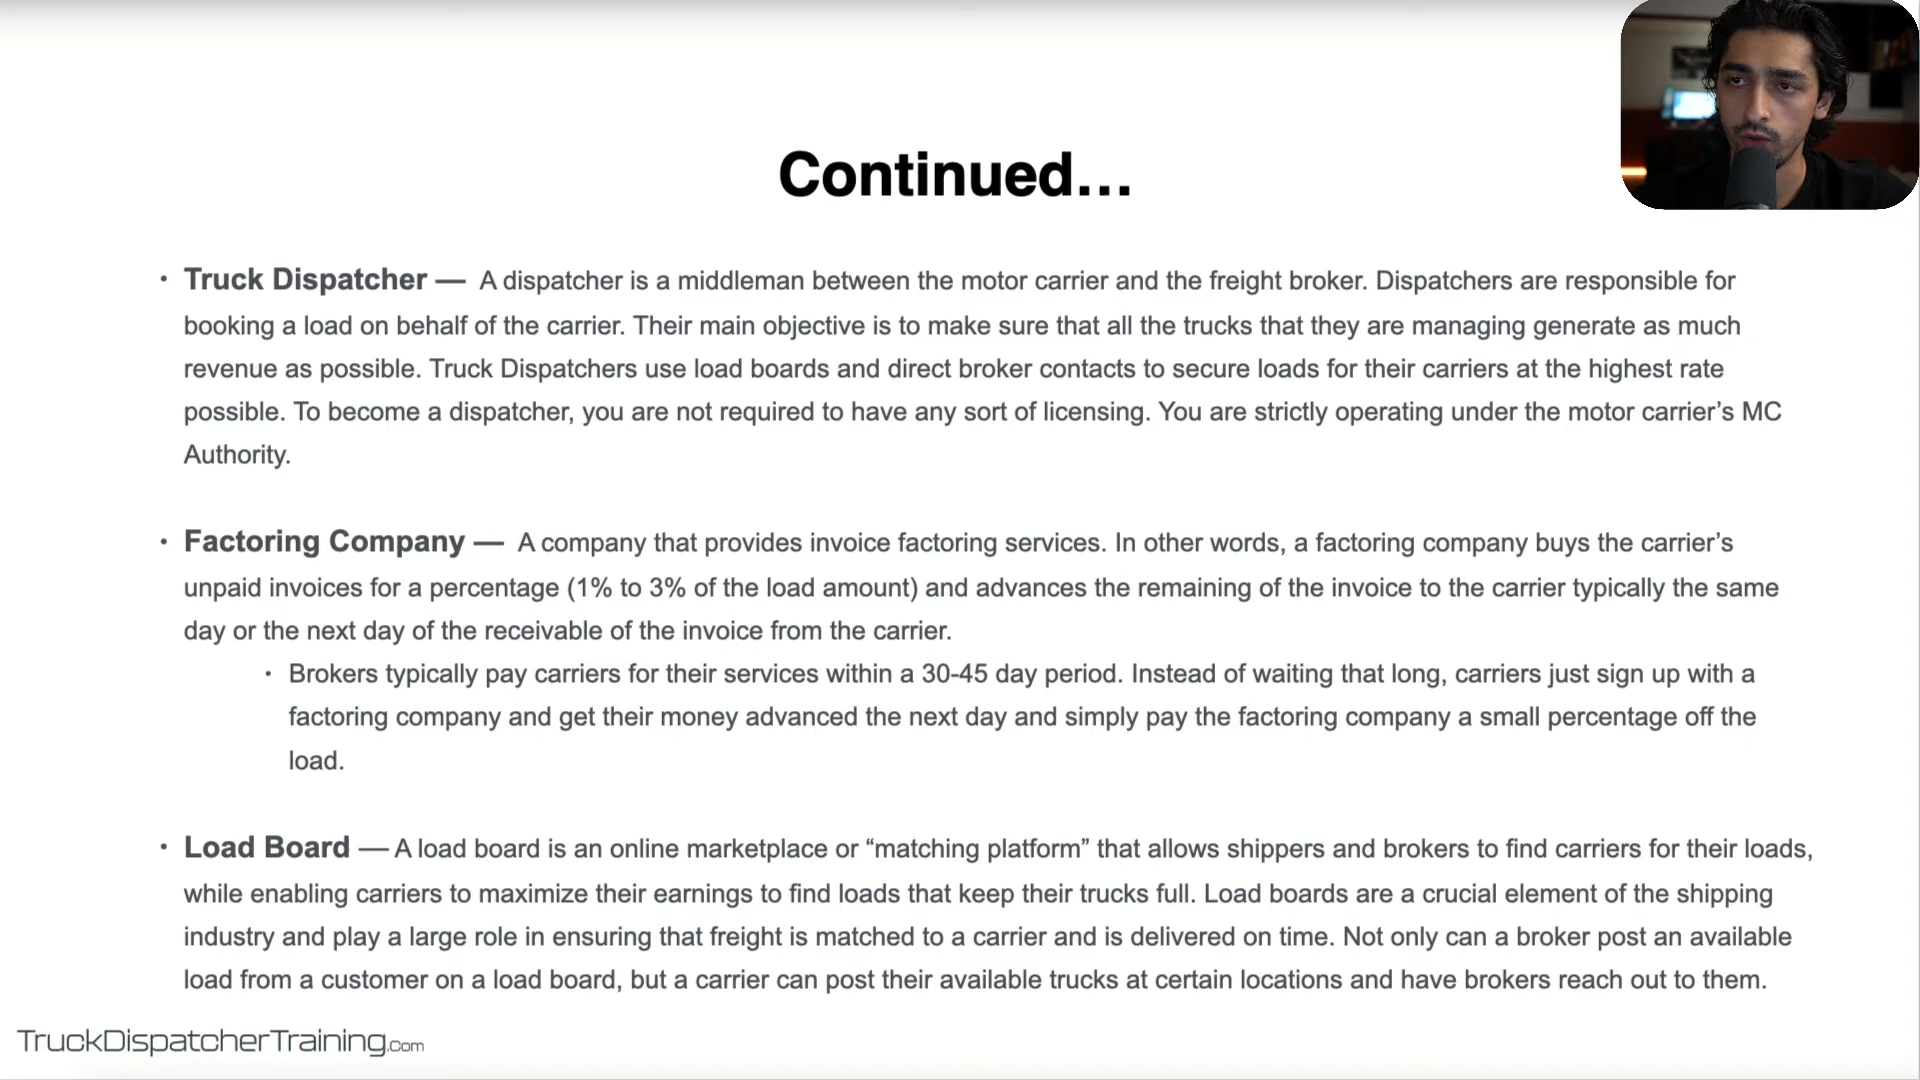 Continued…
• Truck Dispatcher — A dispatcher is a middleman between the motor carrier and the freight broker. Dispatchers are responsible for
booking a load on behalf of the carrier. Their main objective is to make sure that all the trucks that they are managing generate as much
revenue as possible. Truck Dispatchers use load boards and direct broker contacts to secure loads for their carriers at the highest rate
possible. To become a dispatcher, you are not required to have any sort of licensing. You are strictly operating under the motor carrier’s MC
Authority.
• Factoring Company — A company that provides invoice factoring services. In other words, a factoring company buys the carrier’s
unpaid invoices for a percentage (1% to 3% of the load amount) and advances the remaining of the invoice to the carrier typically the same
day or the next day of the receivable of the invoice from the carrier.
• Brokers typically pay carriers for their services within a 30-45 day period. Instead of waiting that long, carriers just sign up with a
factoring company and get their money advanced the next day and simply pay the factoring company a small percentage off the
load.
• Load Board — A load board is an online marketplace or “matching platform” that allows shippers and brokers to find carriers for their loads,
while enabling carriers to maximize their earnings to find loads that keep their trucks full. Load boards are a crucial element of the shipping
industry and play a large role in ensuring that freight is matched to a carrier and is delivered on time. Not only can a broker post an available
load from a customer on a load board, but a carrier can post their available trucks at certain locations and have brokers reach out to them.
TruckDispatcherTraining.com